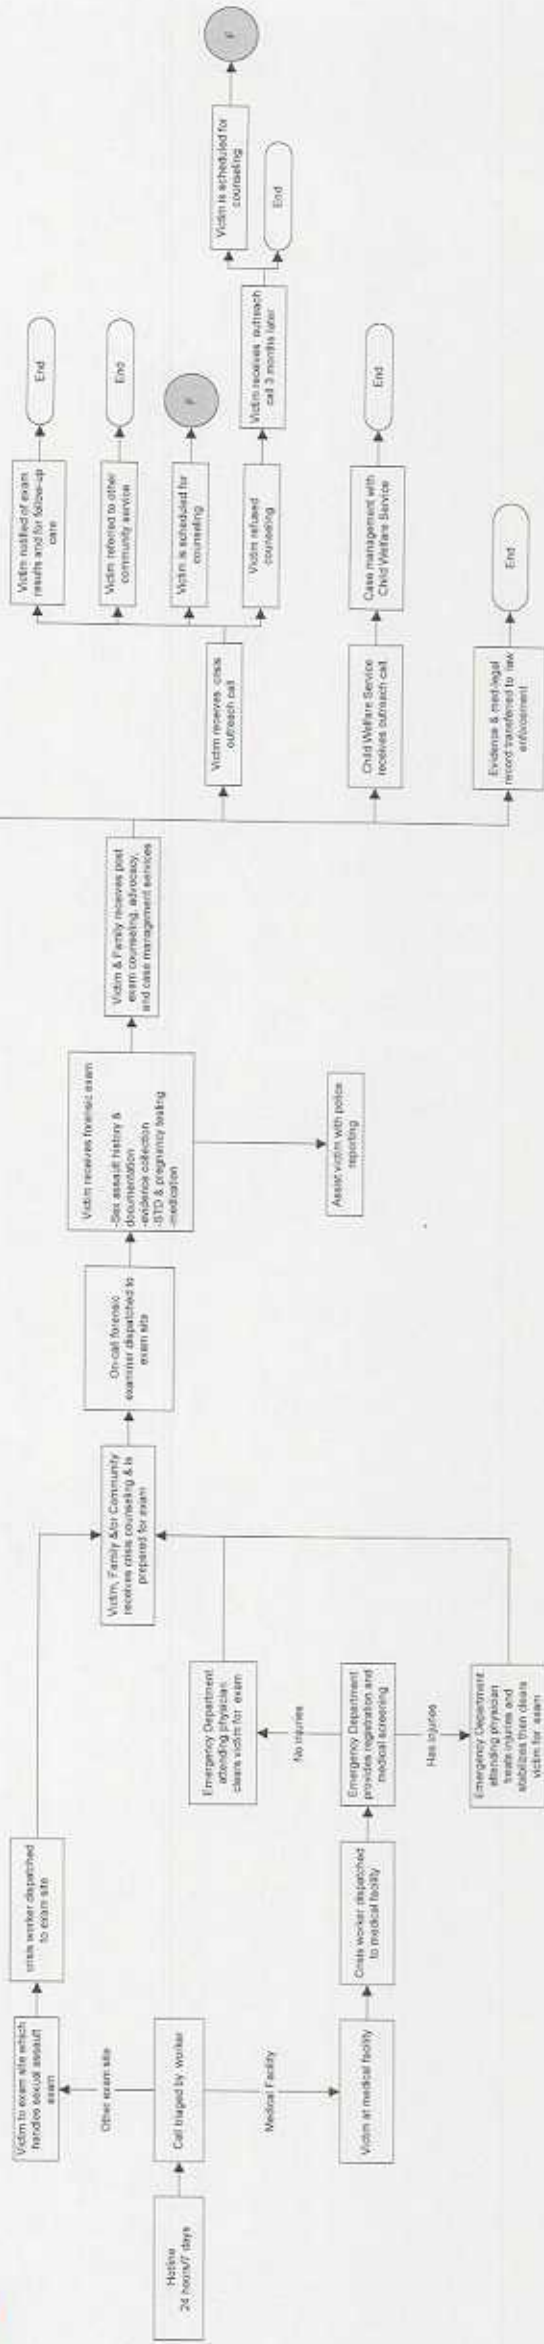 Hotline
24 hours/7 days
Call triaged by worker
Other exam site
Medical Facility
Victim to exam site which
handles sexual assault
exam
crisis worker dispatched
to exam site
Victim at medical facility
Crisis worker dispatched
to medical facility
Emergency Department
provides registration and
medical screening
No injuries
Has injuries
Emergency Department
attending physician
clears victim for exam
Emergency Department
attending physician
treats injuries and
stabilizes then clears
victim for exam
Victim, Family &/or Community
receives crisis counseling & is
prepared for exam
On-call forensic
examiner dispatched to
exam site
Victim receives forensic exam
-Sex assault history &
documentation
-evidence collection
-STD & pregnancy testing
-medication
Assist victim with police
reporting
Victim & Family receives post
exam counseling, advocacy,
and case management services
Victim receives crisis
outreach call
Child Welfare Service
receives outreach call
Evidence & med-legal
record transferred to law
enforcement
Victim notified of exam
results and for follow-up
care
Victim referred to other
community service
Victim is scheduled for
counseling
Victim refused
counseling
Case management with
Child Welfare Service
End
End
F
Victim receives outreach
call 3 months later
End
End
Victim is scheduled for
counseling
End
F